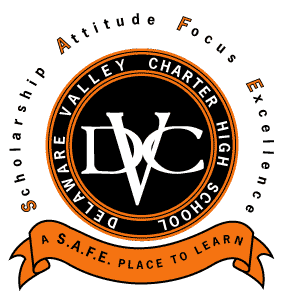 Scholarship Attitude Focus Excellence
DELAWARE VALLEY CHARTER HIGH SCHOOL
DVC
A S.A.F.E. PLACE TO LEARN